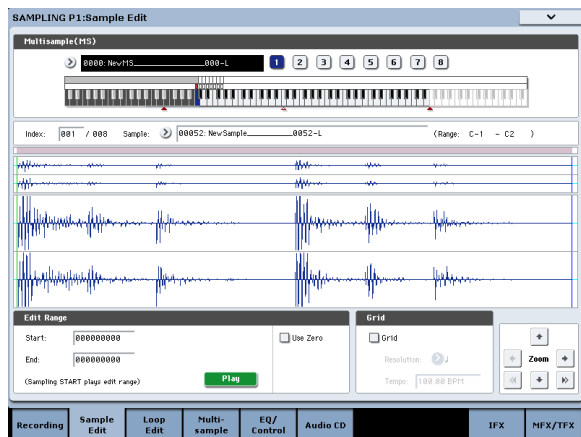 SAMPLING P1:Sample Edit
Multisample(MS)
0000: NewMS__________000-L
1 2 3 4 5 6 7 8
Index: 001 / 008 Sample: 00052: NewSample________0052-L (Range: C-1 - C2 )
Edit Range
Start: 000000000
Use Zero
End: 000000000
(Sampling START plays edit range)
Play
Grid
Grid
Resolution:
Tempo: 100.00 BPM
Zoom
Recording
Sample Edit
Loop Edit
Multi-sample
EQ/Control
Audio CD
IFX
MFX/TFX